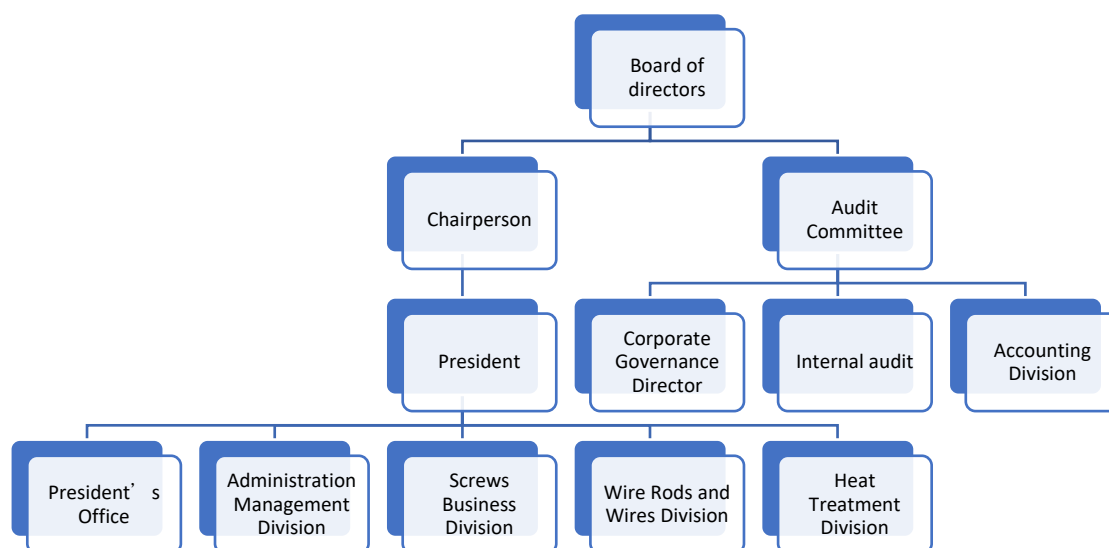 Board of
directors
Chairperson
Audit
Committee
President
Corporate
Governance
Director
Internal audit
Accounting
Division
President’s
Office
Administration
Management
Division
Screws
Business
Division
Wire Rods and
Wires Division
Heat
Treatment
Division